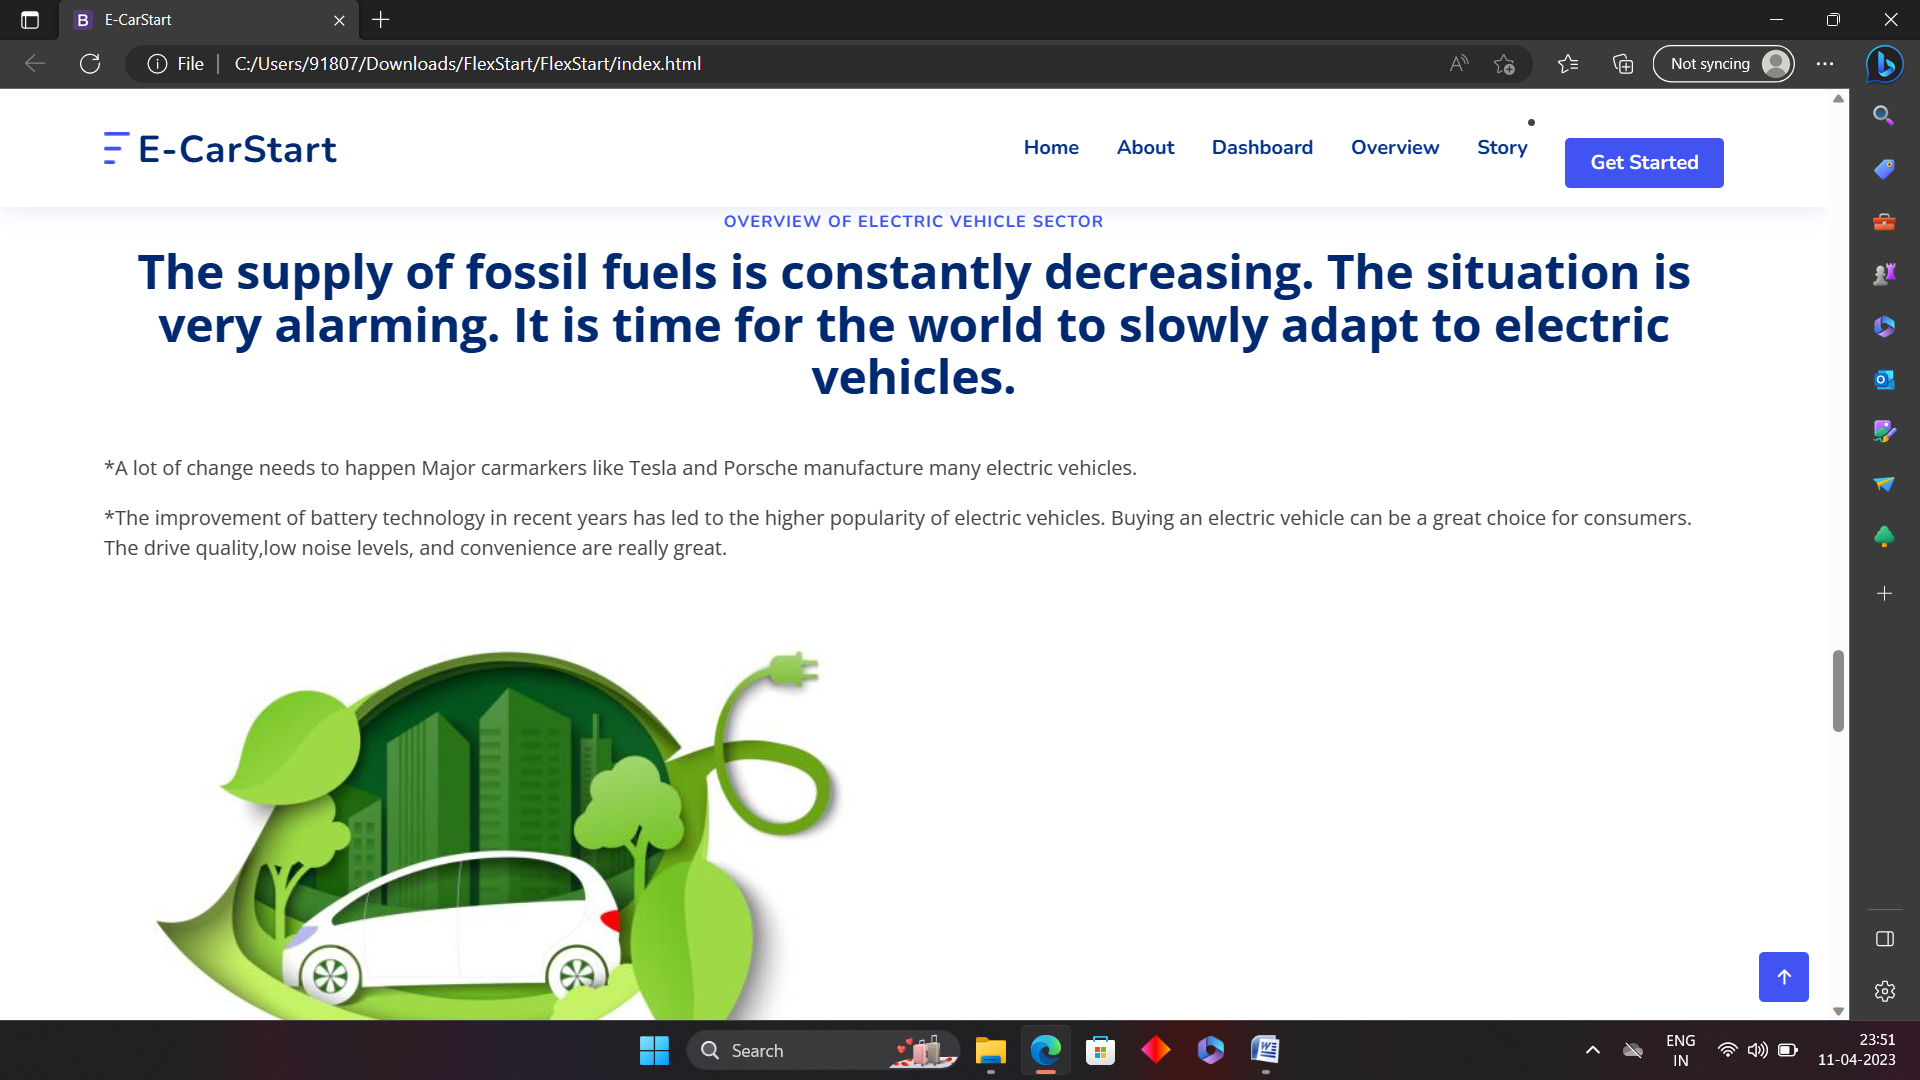 E-CarStart
File
C:/Users/91807/Downloads/FlexStart/FlexStart/index.html
Not syncing
E-CarStart
Home
About
Dashboard
Overview
Story
Get Started
OVERVIEW OF ELECTRIC VEHICLE SECTOR
The supply of fossil fuels is constantly decreasing. The situation is
very alarming. It is time for the world to slowly adapt to electric
vehicles.
*A lot of change needs to happen Major carmarkers like Tesla and Porsche manufacture many electric vehicles.
*The improvement of battery technology in recent years has led to the higher popularity of electric vehicles. Buying an electric vehicle can be a great choice for consumers.
The drive quality,low noise levels, and convenience are really great.
Search
ENG
IN
23:51
11-04-2023